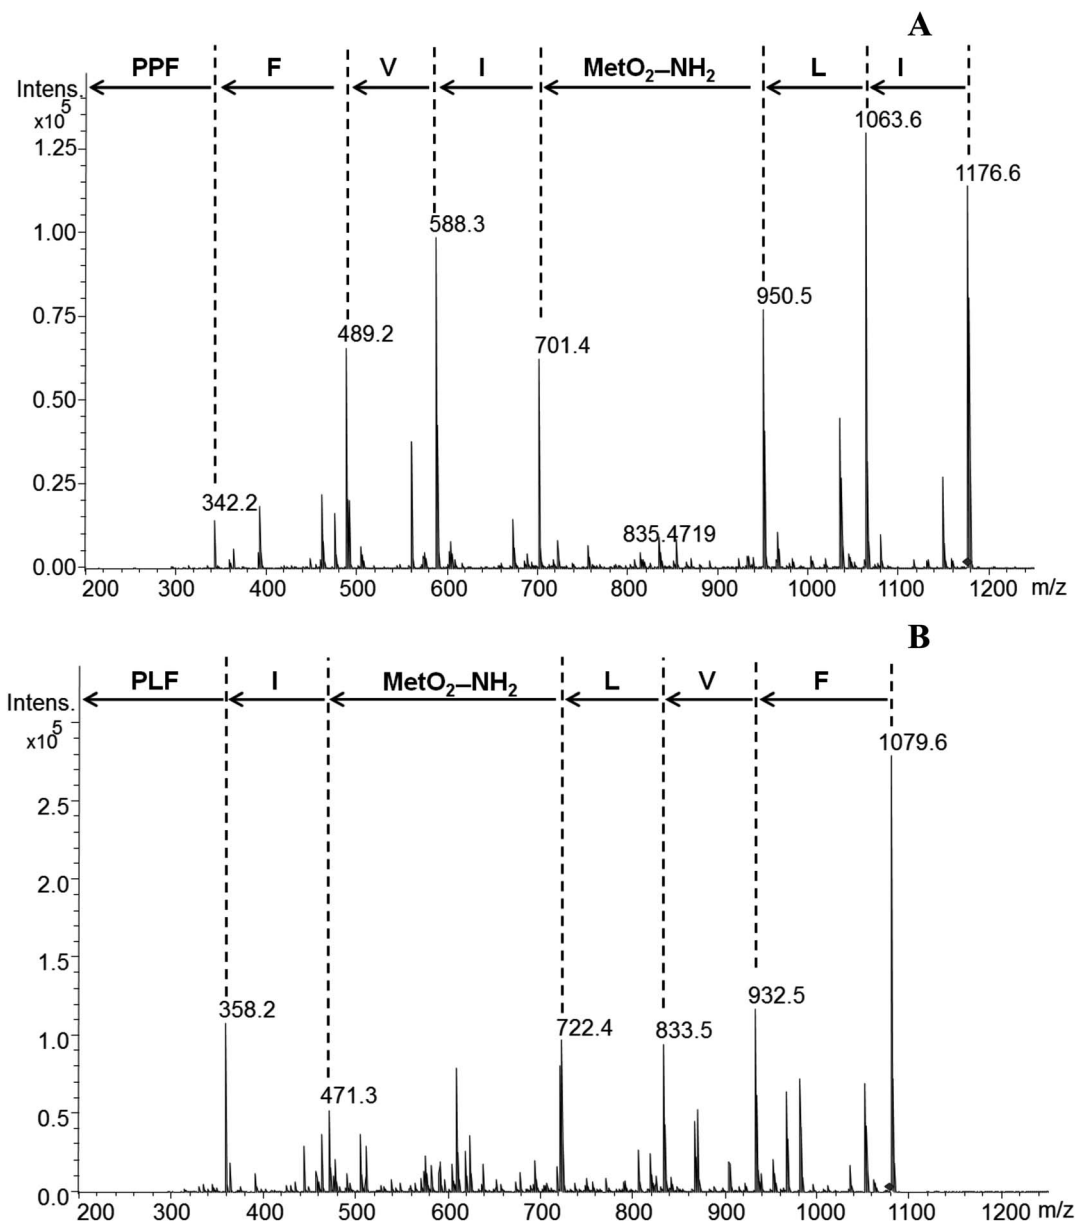 A
PPF F V I MetO₂–NH₂ L I
Intens.
x10⁵
1063.6
1.25
1176.6
1.00
588.3
950.5
0.75
489.2
701.4
0.50
0.25
342.2
835.4719
0.00
200 300 400 500 600 700 800 900 1000 1100 1200 m/z
B
PLF I MetO₂–NH₂ L V F
Intens.
x10⁵
1079.6
2.5
2.0
1.5
358.2
932.5
722.4 833.5
1.0
471.3
0.5
0.0
200 300 400 500 600 700 800 900 1000 1100 1200 m/z